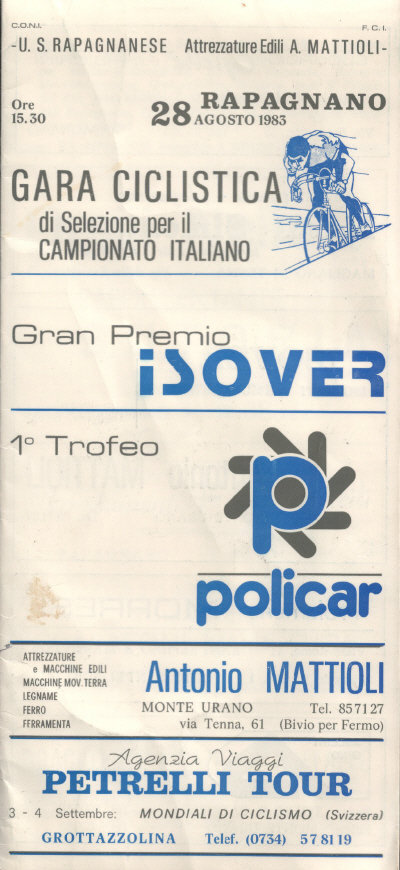 C.O.N.I. F.C.I.
-U. S. RAPAGNANESE Attrezzature Edili A. MATTIOLI-
Ore
15.30
28 RAPAGNANO
AGOSTO 1983
GARA CICLISTICA
di Selezione per il
CAMPIONATO ITALIANO
Gran Premio
ISOVER
1° Trofeo
p
policar
ATTREZZATURE
e MACCHINE EDILI
MACCHINE MOV. TERRA
LEGNAME
FERRO
FERRAMENTA
Antonio MATTIOLI
MONTE URANO Tel. 857127
via Tenna, 61 (Bivio per Fermo)
Agenzia Viaggi
PETRELLI TOUR
3 - 4 Settembre: MONDIALI DI CICLISMO (Svizzera)
GROTTAZZOLINA Telef. (0734) 578119